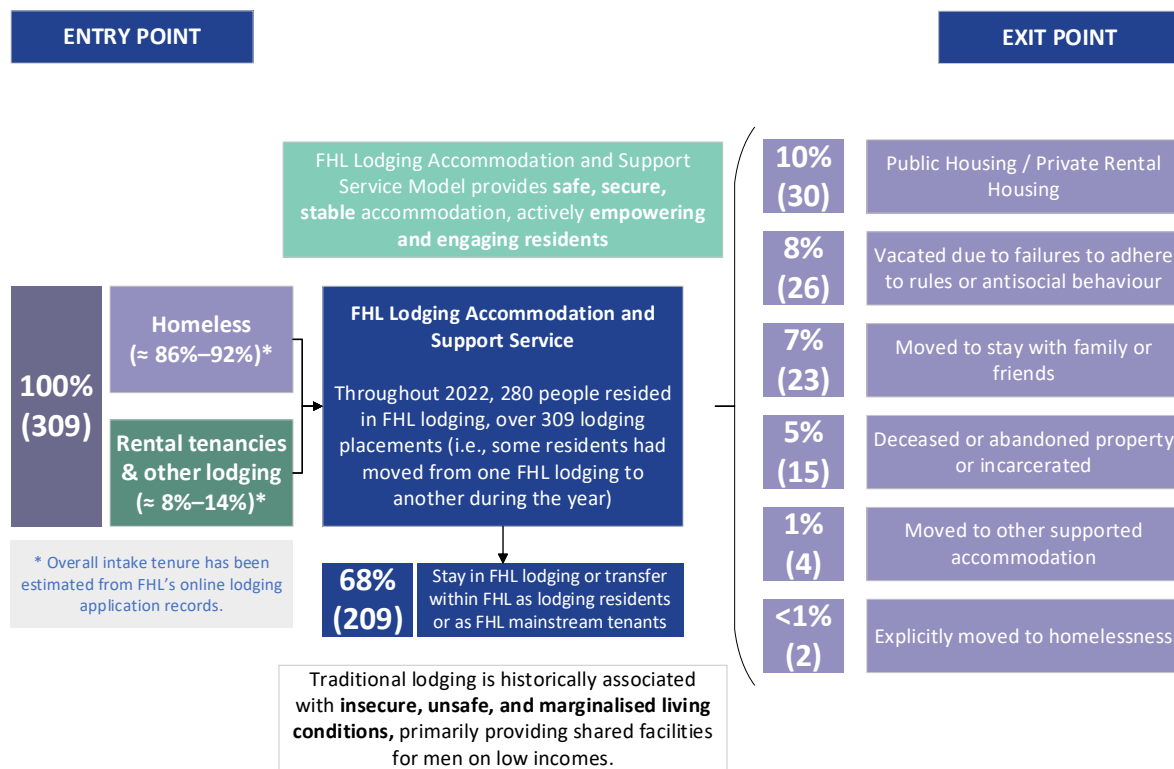 ENTRY POINT
EXIT POINT
FHL Lodging Accommodation and Support
Service Model provides safe, secure,
stable accommodation, actively empowering
and engaging residents
100%
(309)
Homeless
(≈ 86%–92%)*
Rental tenancies
& other lodging
(≈ 8%–14%)*
* Overall intake tenure has been
estimated from FHL's online lodging
application records.
FHL Lodging Accommodation and
Support Service
Throughout 2022, 280 people resided
in FHL lodging, over 309 lodging
placements (i.e., some residents had
moved from one FHL lodging to
another during the year)
68%
(209)
Stay in FHL lodging or transfer
within FHL as lodging residents
or as FHL mainstream tenants
Traditional lodging is historically associated
with insecure, unsafe, and marginalised living
conditions, primarily providing shared facilities
for men on low incomes.
10%
(30)
Public Housing / Private Rental
Housing
8%
(26)
Vacated due to failures to adhere
to rules or antisocial behaviour
7%
(23)
Moved to stay with family or
friends
5%
(15)
Deceased or abandoned property
or incarcerated
1%
(4)
Moved to other supported
accommodation
<1%
(2)
Explicitly moved to homelessness